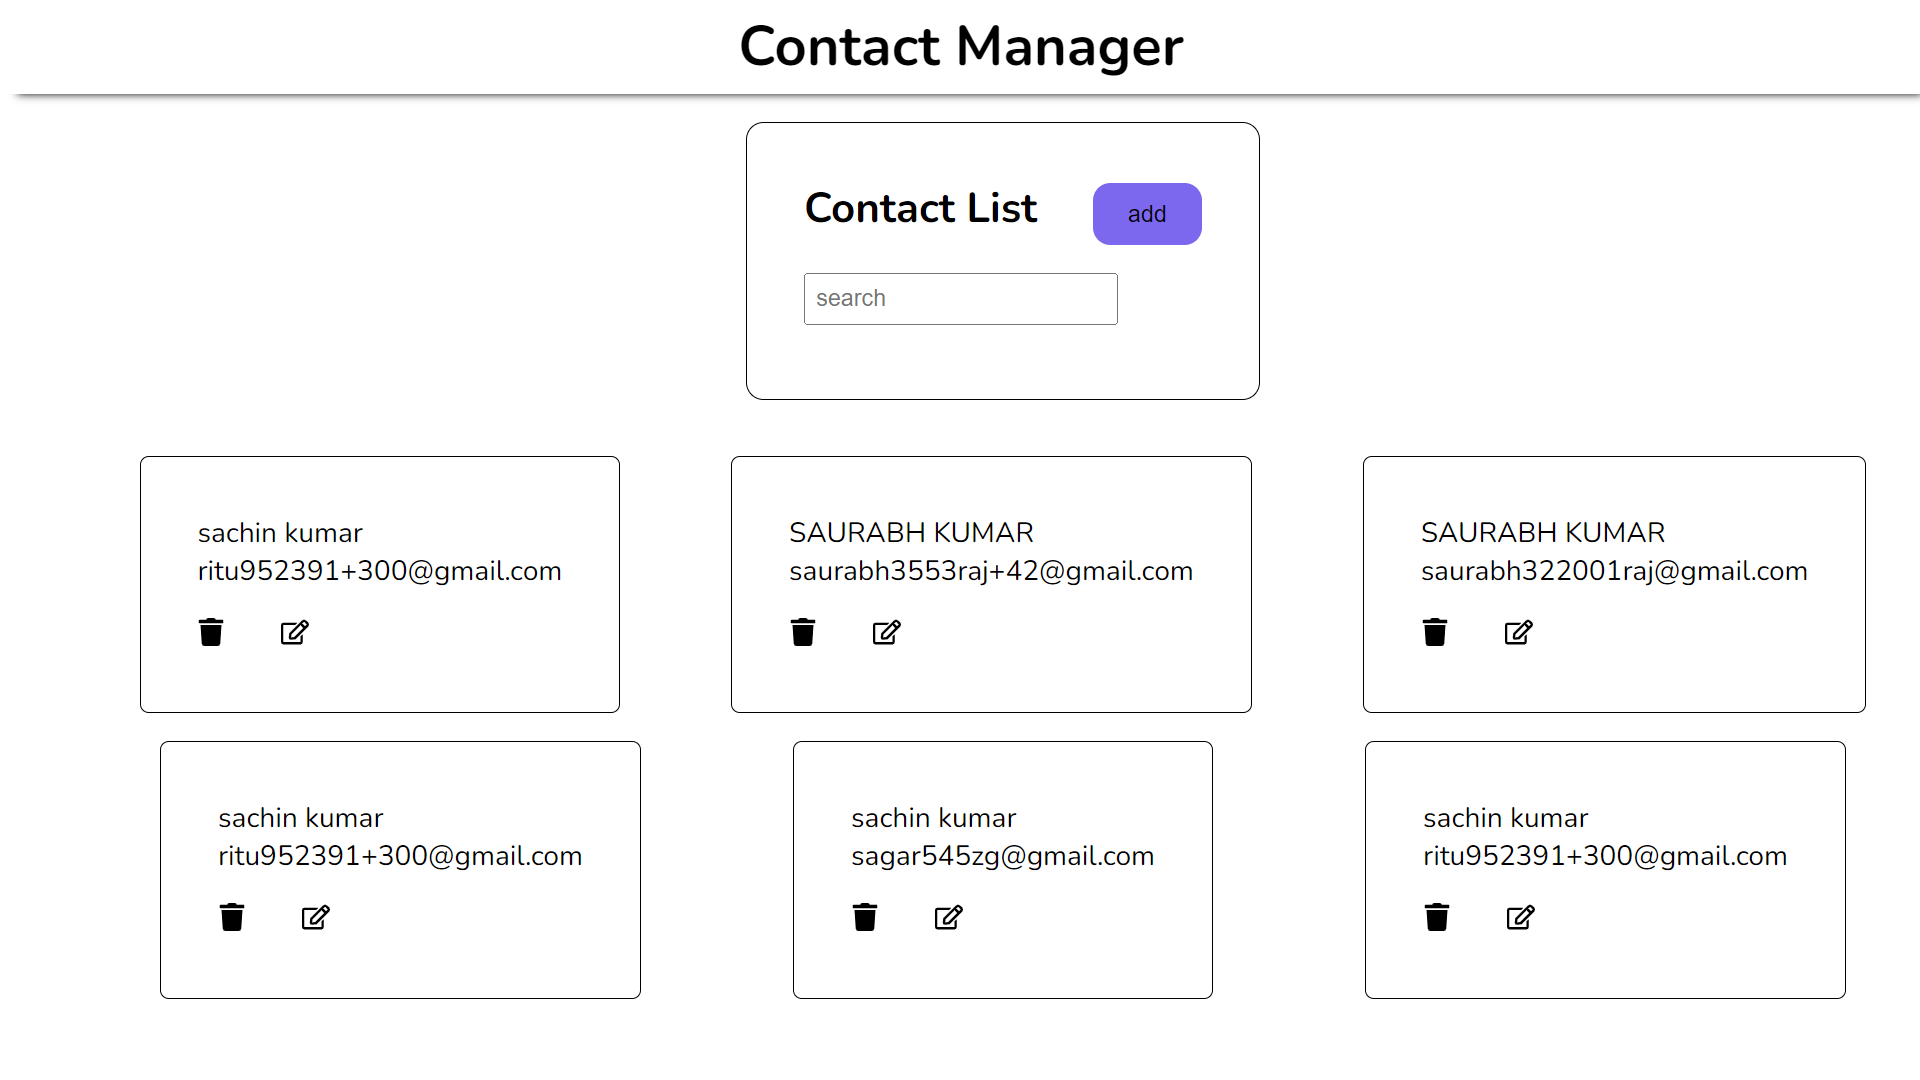 Contact Manager
Contact List
add
search
sachin kumar
ritu952391+300@gmail.com
SAURABH KUMAR
saurabh3553raj+42@gmail.com
SAURABH KUMAR
saurabh322001raj@gmail.com
sachin kumar
ritu952391+300@gmail.com
sachin kumar
sagar545zg@gmail.com
sachin kumar
ritu952391+300@gmail.com